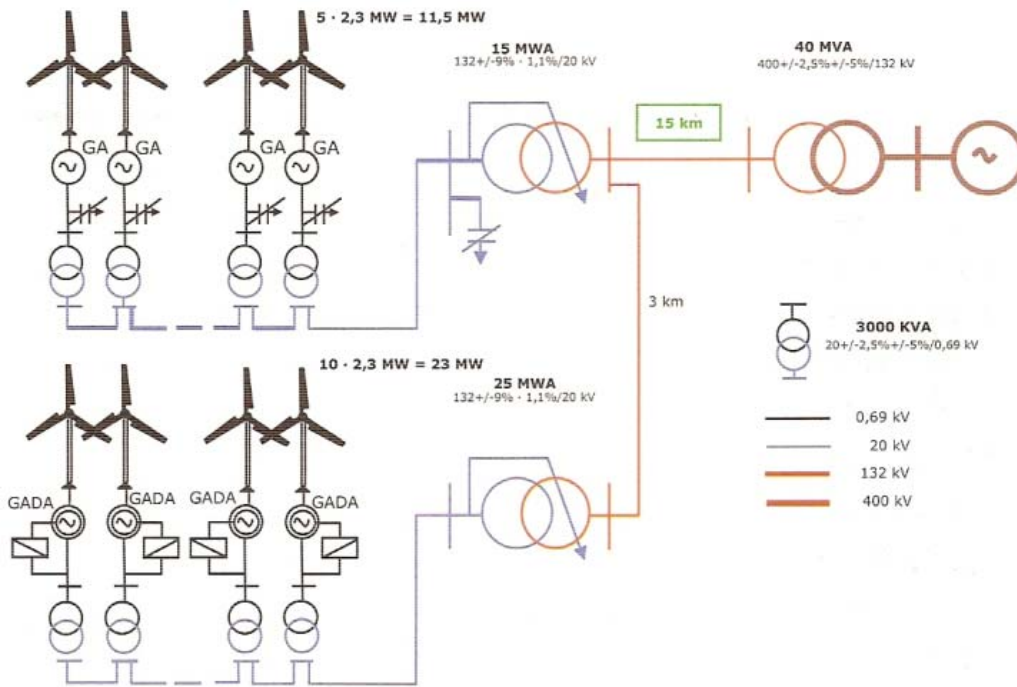 5 · 2,3 MW = 11,5 MW
15 MWA
132+/-9% · 1,1%/20 kV
40 MVA
400+/-2,5%+/-5%/132 kV
15 km
GA
GA
GA
GA
3 km
3000 KVA
20+/-2,5%+/-5%/0,69 kV
10 · 2,3 MW = 23 MW
25 MWA
132+/-9% · 1,1%/20 kV
0,69 kV
20 kV
132 kV
400 kV
GADA
GADA
GADA
GADA